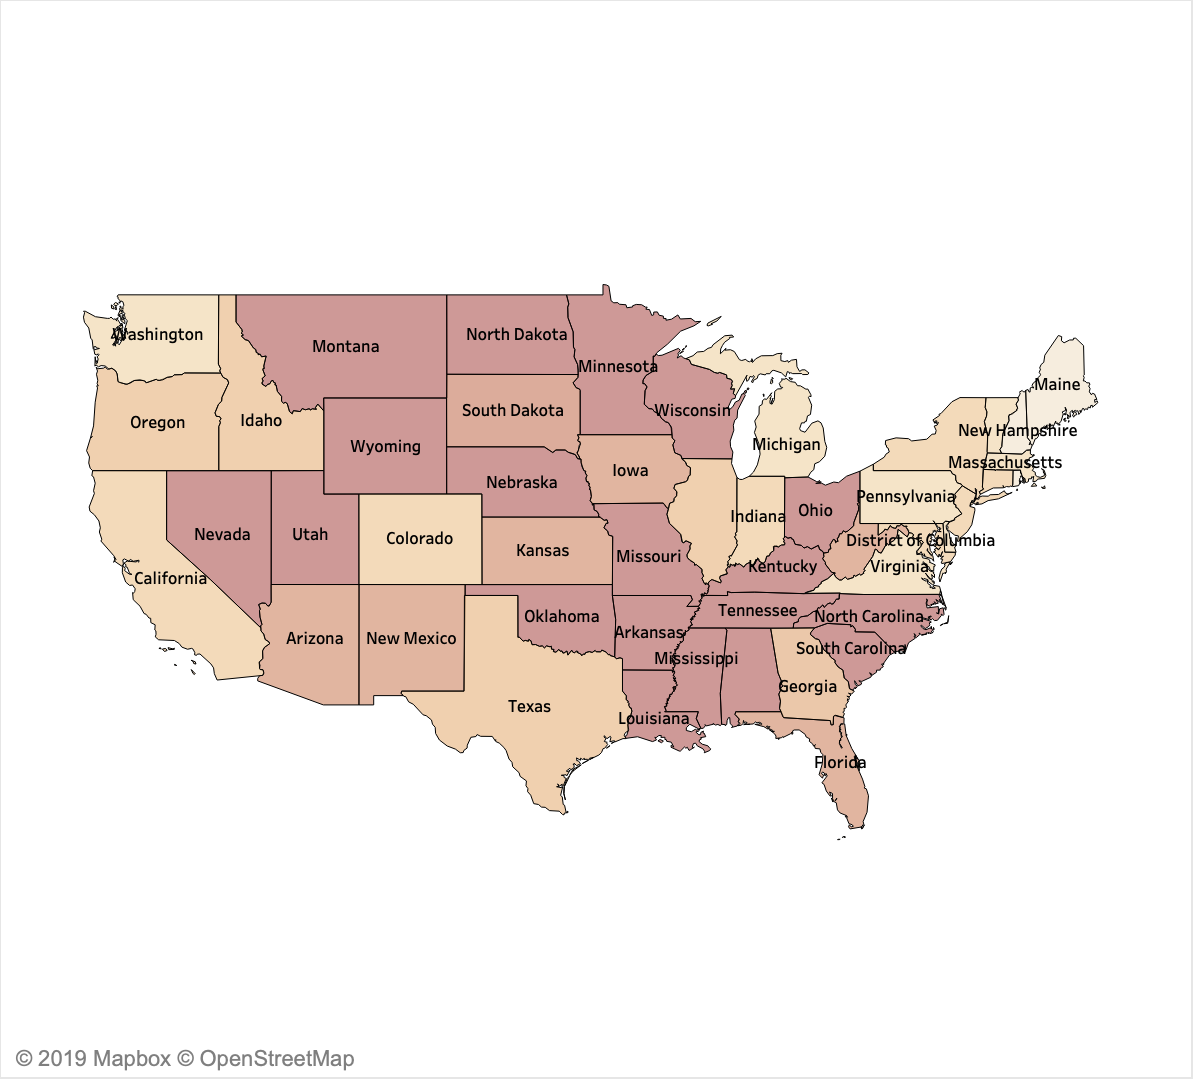 Washington
Montana
North Dakota
Minnesota
Maine
South Dakota
Wisconsin
Oregon
Idaho
New Hampshire
Wyoming
Michigan
Massachusetts
Iowa
Nebraska
Pennsylvania
Ohio
Indiana
Nevada
Utah
Colorado
District of Columbia
Kansas
Missouri
Kentucky
Virginia
California
Tennessee
Oklahoma
North Carolina
Arkansas
Arizona
New Mexico
South Carolina
Mississippi
Georgia
Texas
Louisiana
Florida
© 2019 Mapbox © OpenStreetMap